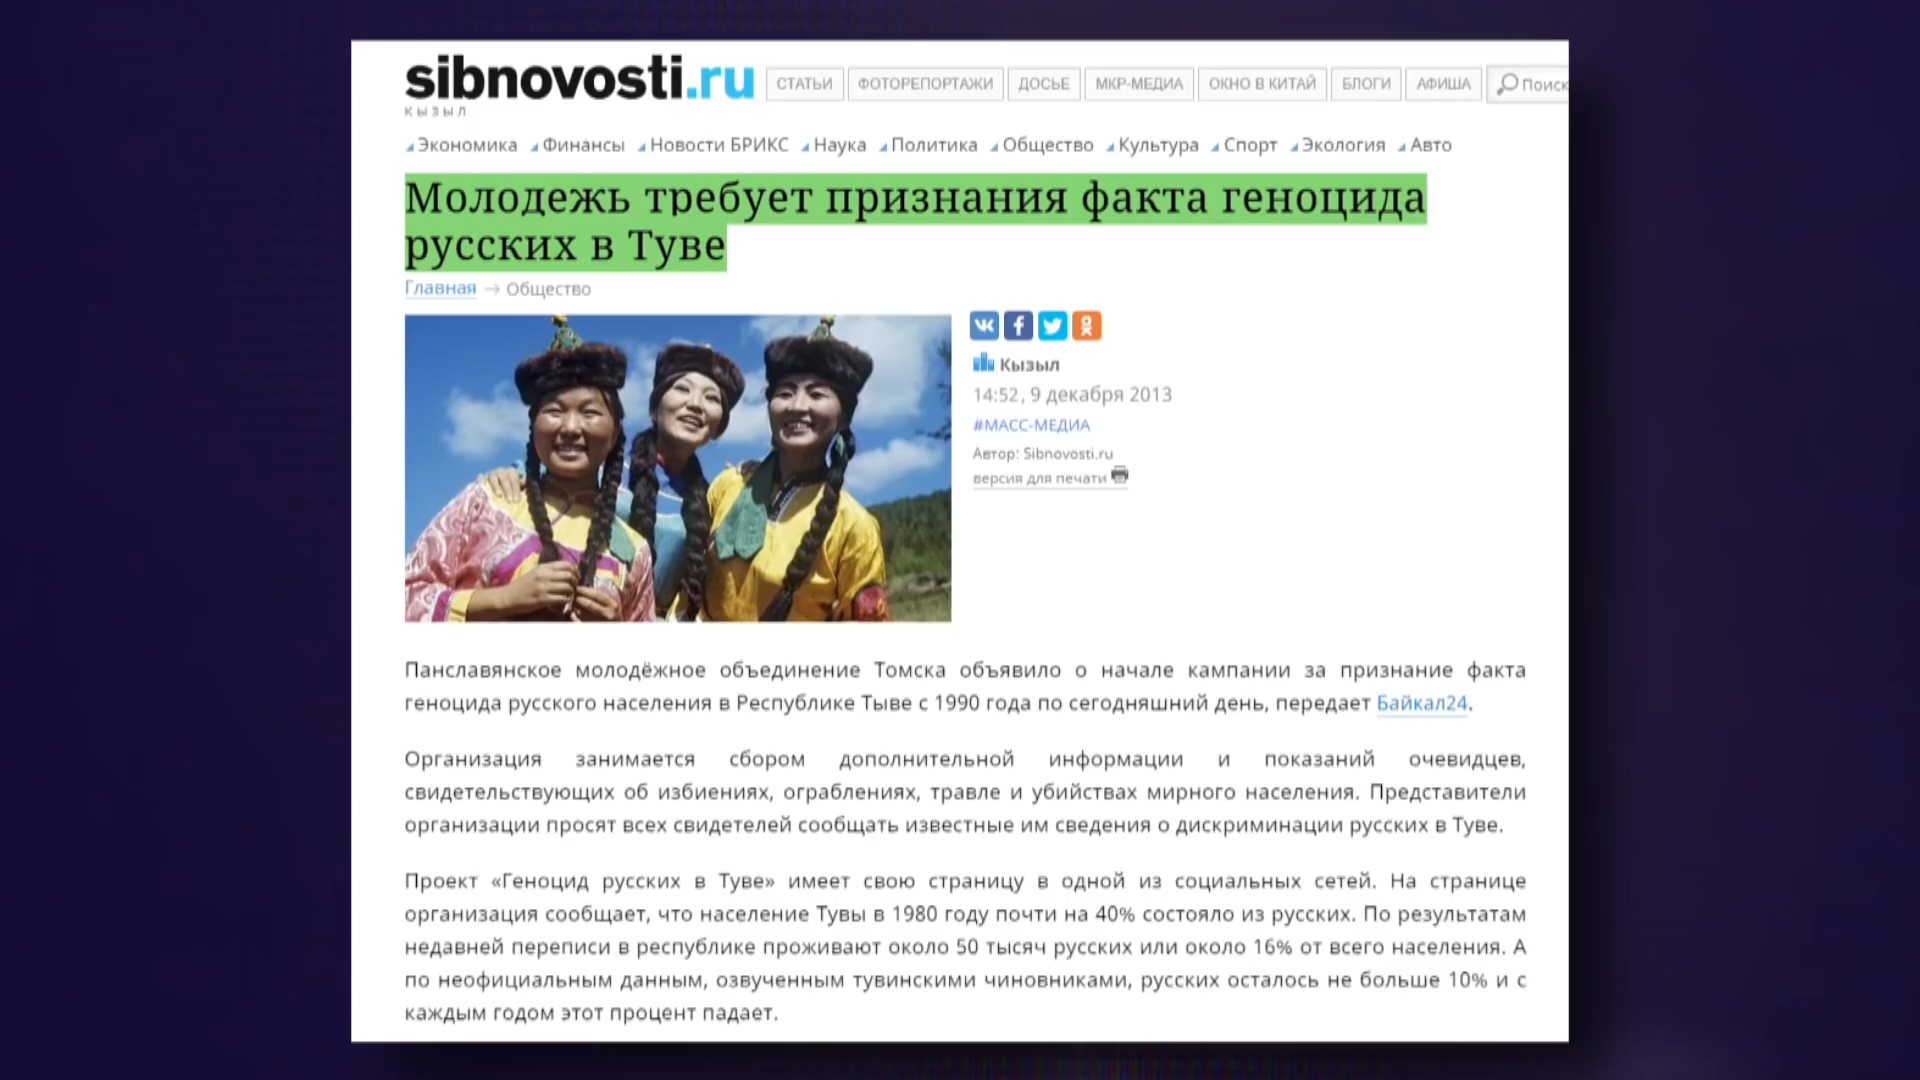 sibnovosti.ru
СТАТЬИ ФОТОРЕПОРТАЖИ ДОСЬЕ МКР-МЕДИА ОКНО В КИТАЙ БЛОГИ АФИША Поиск
КЫЗЫЛ
Экономика Финансы Новости БРИКС Наука Политика Общество Культура Спорт Экология Авто
Молодежь требует признания факта геноцида
русских в Туве
Главная → Общество
Кызыл
14:52, 9 декабря 2013
#МАСС-МЕДИА
Автор: Sibnovosti.ru
версия для печати
Панславянское молодёжное объединение Томска объявило о начале кампании за признание факта
геноцида русского населения в Республике Тыве с 1990 года по сегодняшний день, передает Байкал24.
Организация занимается сбором дополнительной информации и показаний очевидцев,
свидетельствующих об избиениях, ограблениях, травле и убийствах мирного населения. Представители
организации просят всех свидетелей сообщать известные им сведения о дискриминации русских в Туве.
Проект «Геноцид русских в Туве» имеет свою страницу в одной из социальных сетей. На странице
организация сообщает, что население Тувы в 1980 году почти на 40% состояло из русских. По результатам
недавней переписи в республике проживают около 50 тысяч русских или около 16% от всего населения. А
по неофициальным данным, озвученным тувинскими чиновниками, русских осталось не больше 10% и с
каждым годом этот процент падает.